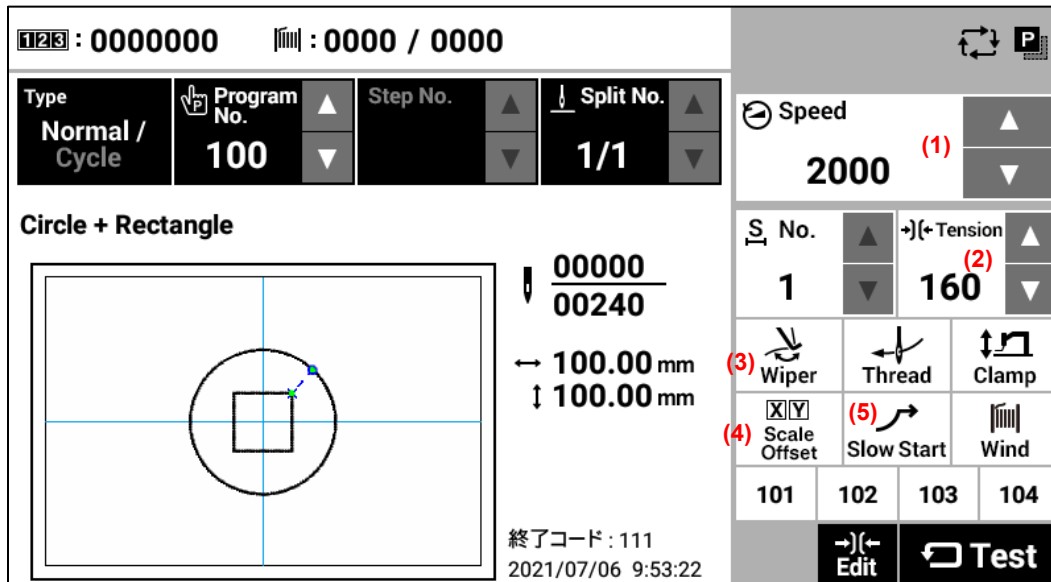 123 : 0000000
: 0000 / 0000
P
Type
Normal /
Cycle
P Program
No.
100
Step No.
Split No.
1/1
Speed
(1)
2000
Circle + Rectangle
S No.
1
Tension
(2)
160
00000
00240
100.00 mm
100.00 mm
(3)
Wiper
Thread
Clamp
(4)
X Y
Scale
Offset
(5)
Slow Start
Wind
101
102
103
104
終了コード : 111
2021/07/06 9:53:22
Edit
Test